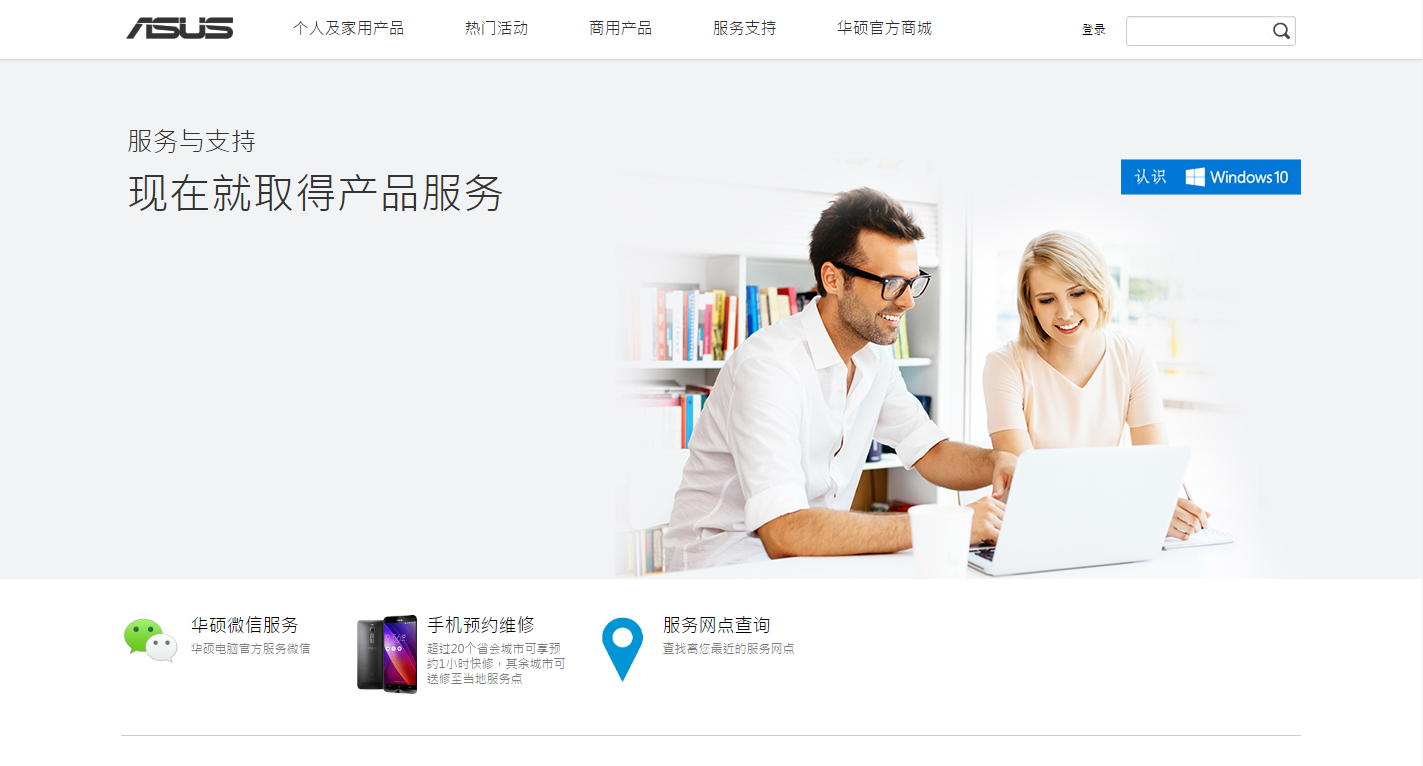 ASUS
个人及家用产品
热门活动
商用产品
服务支持
华硕官方商城
登录
服务与支持
现在就取得产品服务
认识 Windows 10
华硕微信服务
华硕电脑官方服务微信
手机预约维修
超过20个省会城市可享预
约1小时快修，其余城市可
送修至当地服务点
服务网点查询
查找离您最近的服务网点